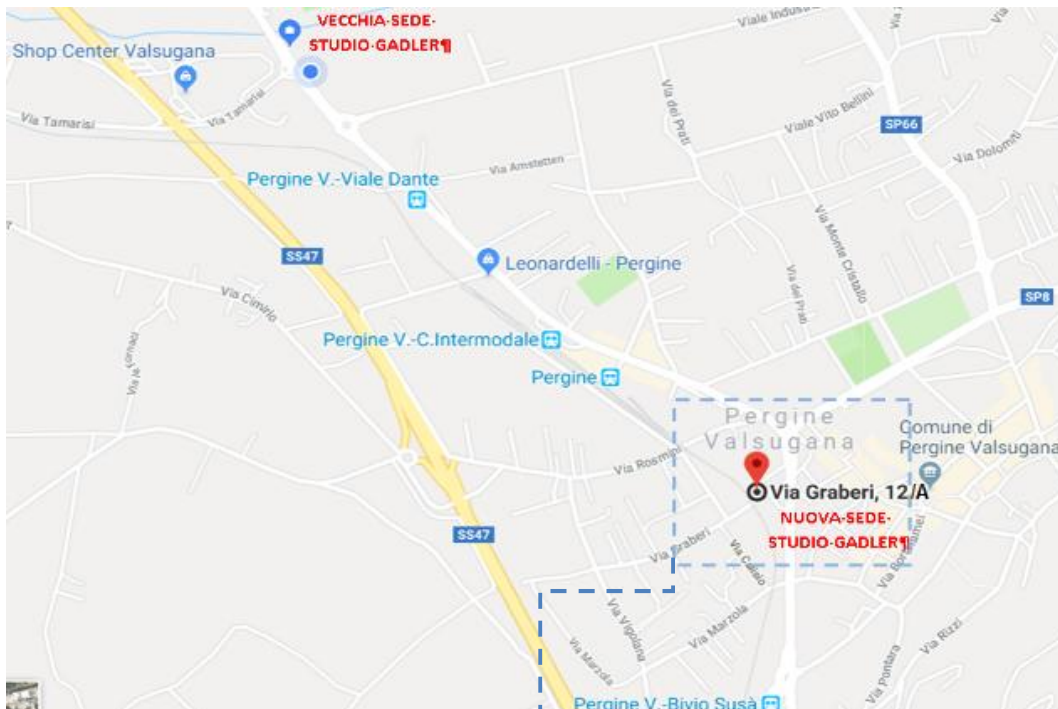 VECCHIA-SEDE-
STUDIO-GADLER¶
Viale Industria
Shop Center Valsugana
Via Tamarisi
Via Tamarisi
Via dei Prati
Viale Vito Bellini
SP66
Via Dolomiti
Via Amstetten
Pergine V.-Viale Dante
Via Monte Cristallo
SS47
Leonardelli - Pergine
Via dei Prati
Via Cimirlo
SP8
Pergine V.-C.Intermodale
Via le Fornaci
Pergine
Pergine
Valsugana
Comune di
Pergine Valsugana
Via Rosmini
Via Graberi, 12/A
NUOVA-SEDE-
STUDIO-GADLER¶
SS47
Via Graberi
Via Marzola
Via Vigolana
Via Marzola
Via Rizzi
Via Pontara
Pergine V.-Bivio Susà